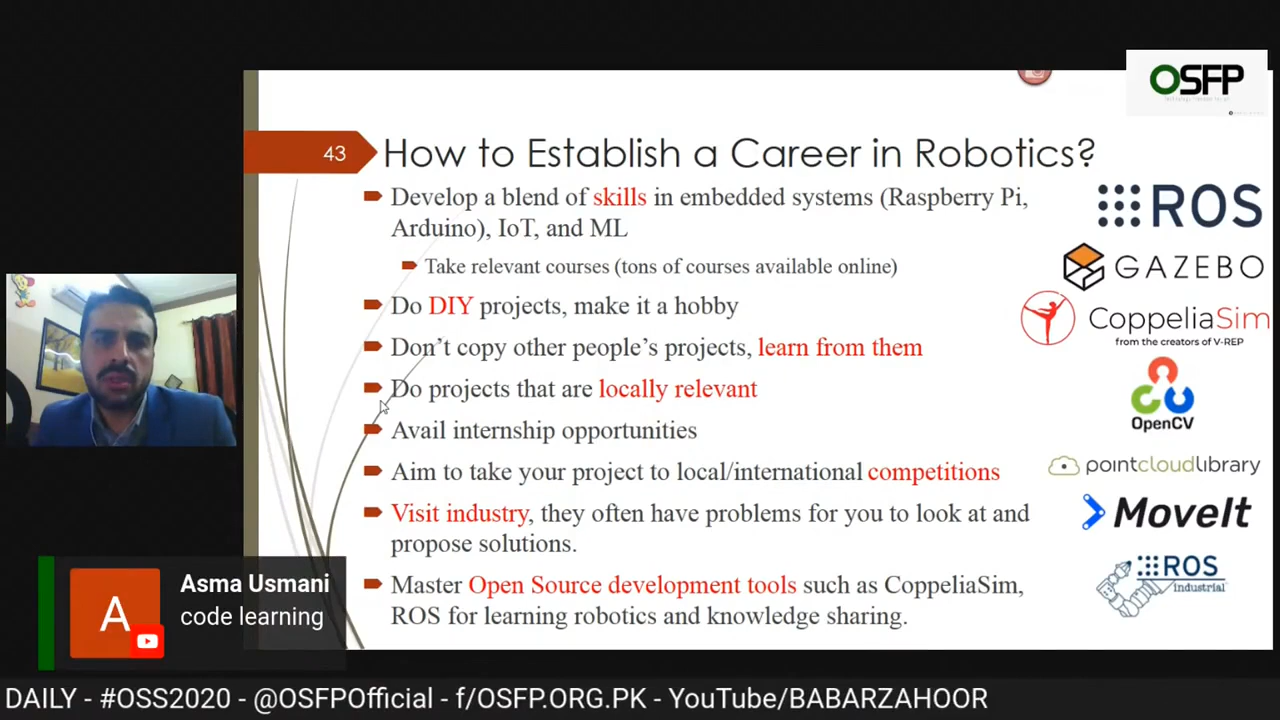 OSFP
43
How to Establish a Career in Robotics?
Develop a blend of skills in embedded systems (Raspberry Pi,
Arduino), IoT, and ML
Take relevant courses (tons of courses available online)
Do DIY projects, make it a hobby
Don’t copy other people’s projects, learn from them
Do projects that are locally relevant
Avail internship opportunities
Aim to take your project to local/international competitions
Visit industry, they often have problems for you to look at and
propose solutions.
Master Open Source development tools such as CoppeliaSim,
ROS for learning robotics and knowledge sharing.
ROS
GAZEBO
CoppeliaSim
from the creators of V-REP
OpenCV
pointcloudlibrary
MoveIt
ROS
industrial
A
Asma Usmani
code learning
DAILY - #OSS2020 - @OSFPOfficial - f/OSFP.ORG.PK - YouTube/BABARZAHOOR